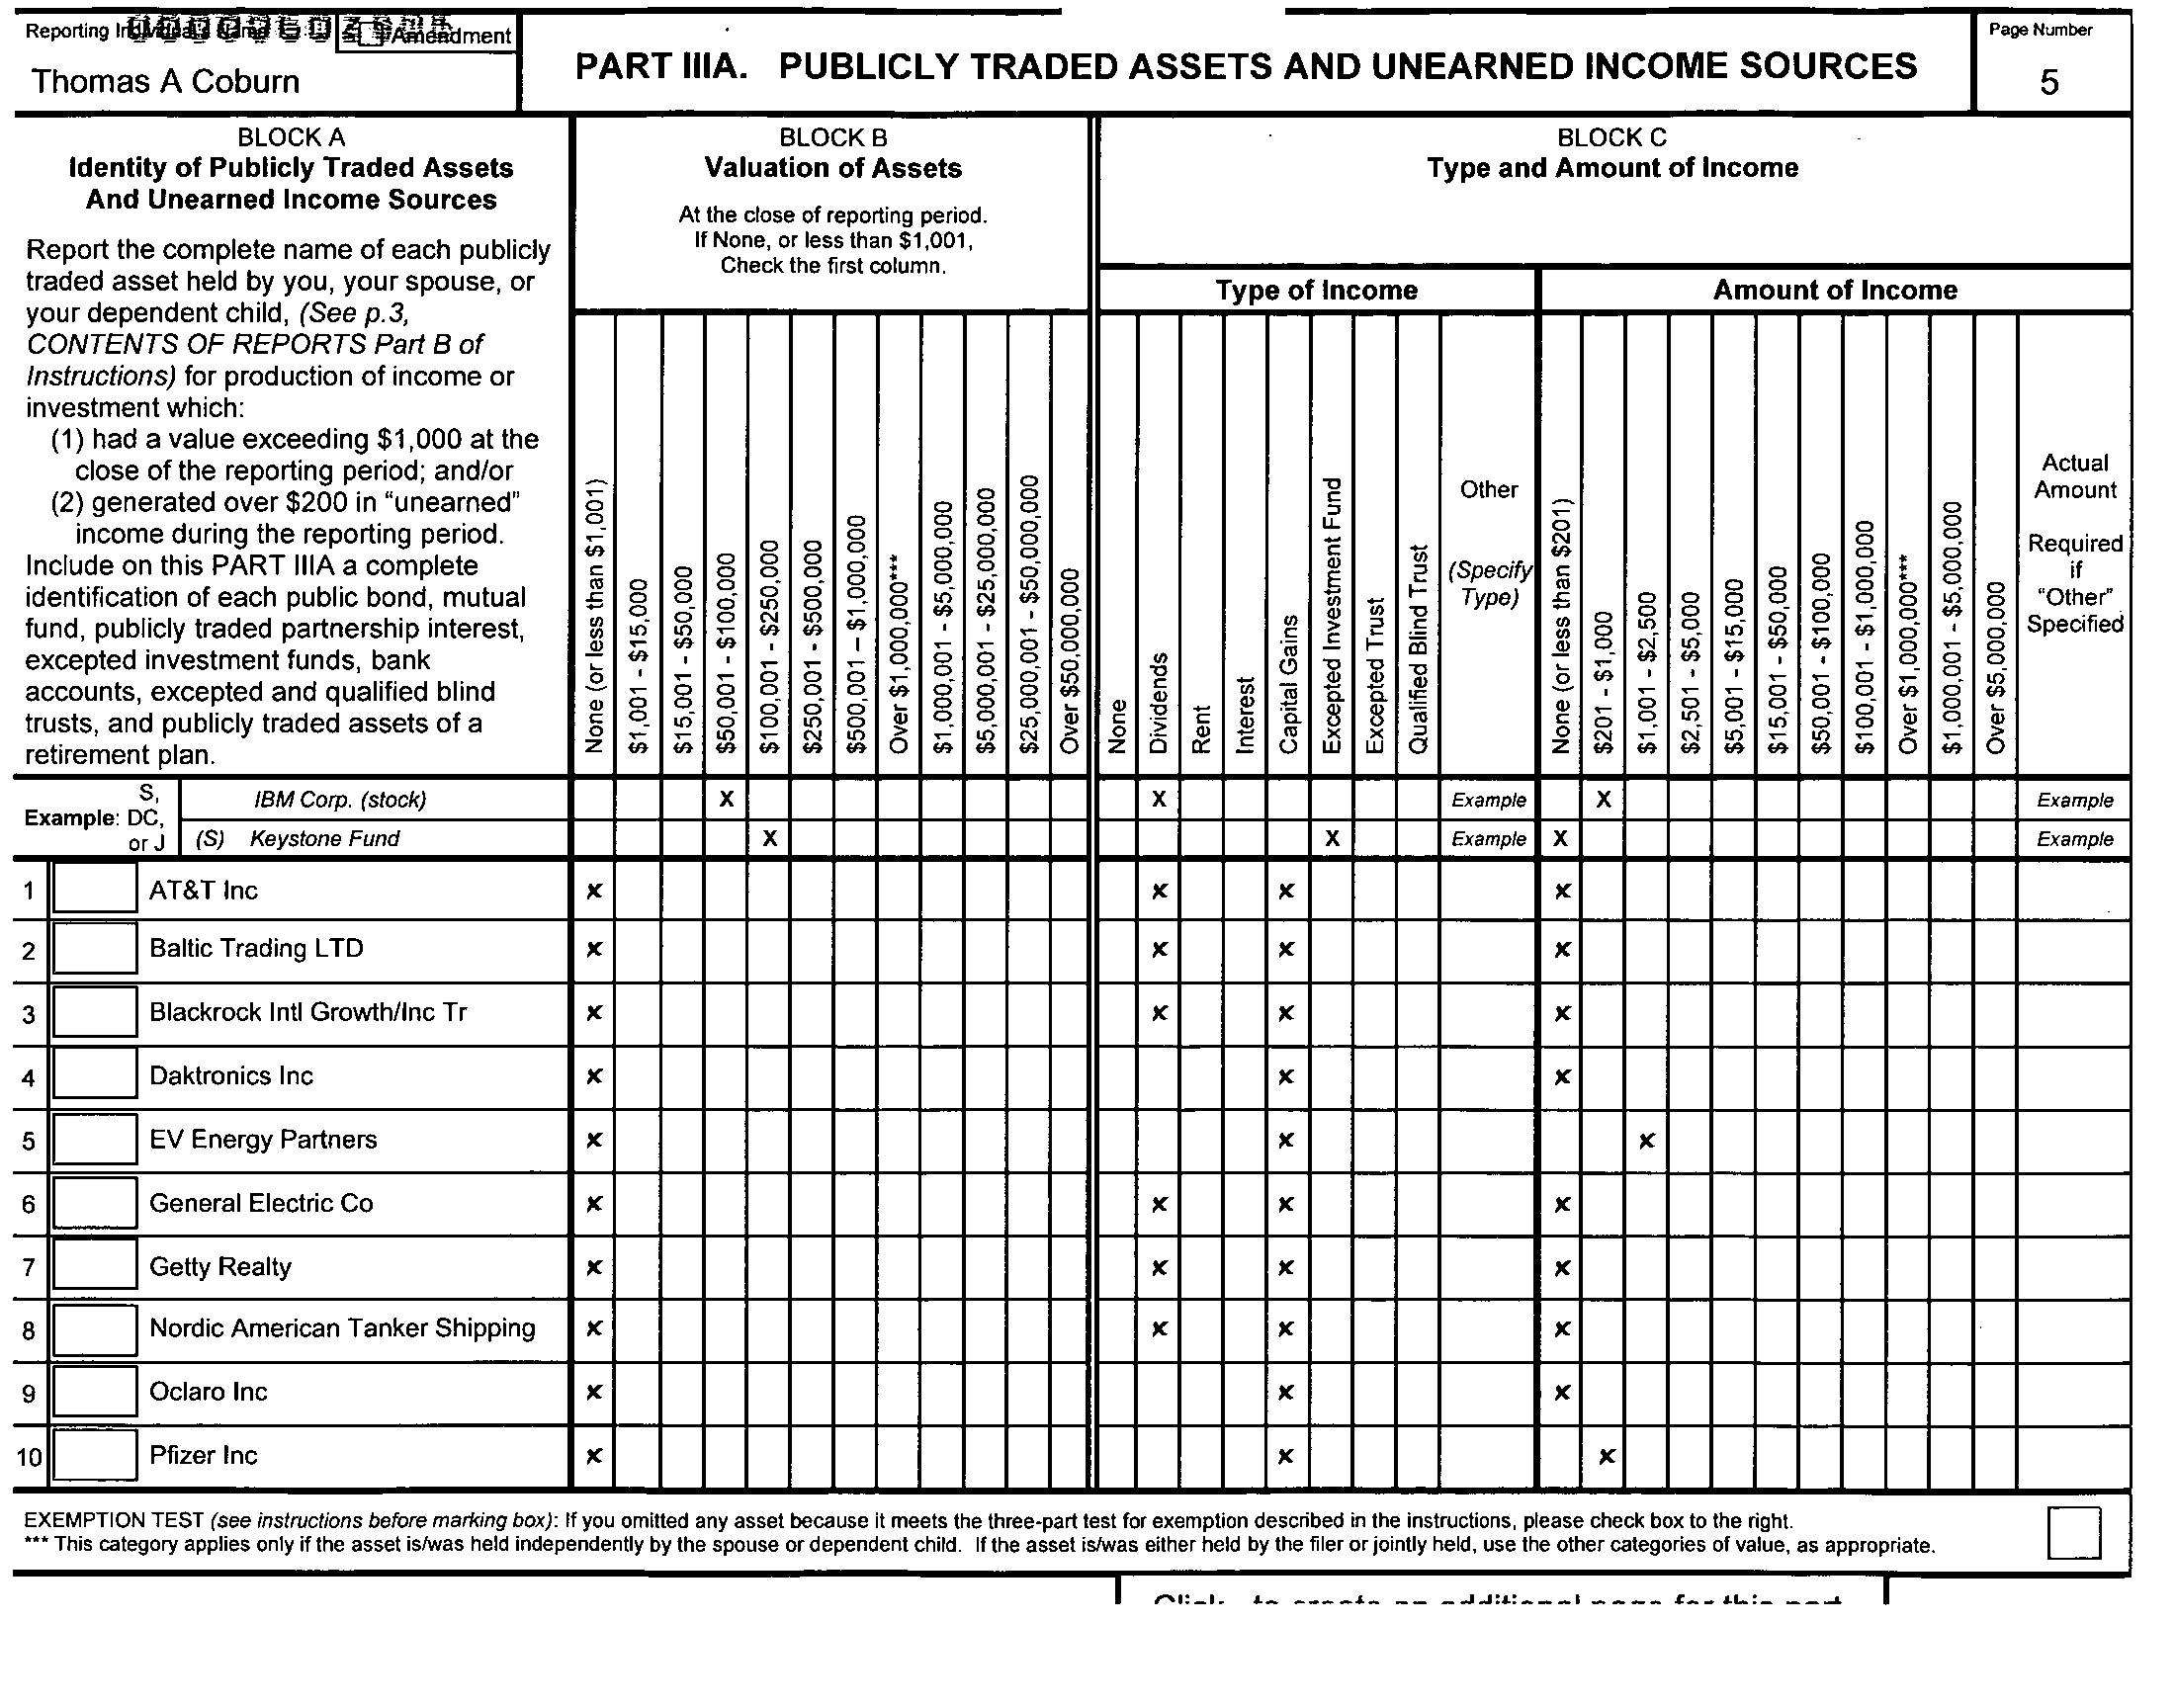 Reporting Individual's Name
Amendment
Thomas A Coburn
PART IIIA. PUBLICLY TRADED ASSETS AND UNEARNED INCOME SOURCES
Page Number
5
BLOCK A
Identity of Publicly Traded Assets
And Unearned Income Sources
Report the complete name of each publicly
traded asset held by you, your spouse, or
your dependent child, (See p.3,
CONTENTS OF REPORTS Part B of
Instructions) for production of income or
investment which:
(1) had a value exceeding $1,000 at the
close of the reporting period; and/or
(2) generated over $200 in “unearned”
income during the reporting period.
Include on this PART IIIA a complete
identification of each public bond, mutual
fund, publicly traded partnership interest,
excepted investment funds, bank
accounts, excepted and qualified blind
trusts, and publicly traded assets of a
retirement plan.
BLOCK B
Valuation of Assets
At the close of reporting period.
If None, or less than $1,001,
Check the first column.
None (or less than $1,001)
$1,001 - $15,000
$15,001 - $50,000
$50,001 - $100,000
$100,001 - $250,000
$250,001 - $500,000
$500,001 – $1,000,000
Over $1,000,000***
$1,000,001 - $5,000,000
$5,000,001 - $25,000,000
$25,000,001 - $50,000,000
Over $50,000,000
BLOCK C
Type and Amount of Income
Type of Income
None
Dividends
Rent
Interest
Capital Gains
Excepted Investment Fund
Excepted Trust
Qualified Blind Trust
Other
(Specify
Type)
Amount of Income
None (or less than $201)
$201 - $1,000
$1,001 - $2,500
$2,501 - $5,000
$5,001 - $15,000
$15,001 - $50,000
$50,001 - $100,000
$100,001 - $1,000,000
Over $1,000,000***
$1,000,001 - $5,000,000
Over $5,000,000
Actual
Amount
Required
if
“Other”
Specified
Example: S,
DC,
or J
IBM Corp. (stock) X X Example X Example
(S) Keystone Fund X X Example X Example
1 AT&T Inc x x x x
2 Baltic Trading LTD x x x x
3 Blackrock Intl Growth/Inc Tr x x x x
4 Daktronics Inc x x x
5 EV Energy Partners x x x
6 General Electric Co x x x x
7 Getty Realty x x x x
8 Nordic American Tanker Shipping x x x x
9 Oclaro Inc x x x
10 Pfizer Inc x x x
EXEMPTION TEST (see instructions before marking box): If you omitted any asset because it meets the three-part test for exemption described in the instructions, please check box to the right.
*** This category applies only if the asset is/was held independently by the spouse or dependent child. If the asset is/was either held by the filer or jointly held, use the other categories of value, as appropriate.